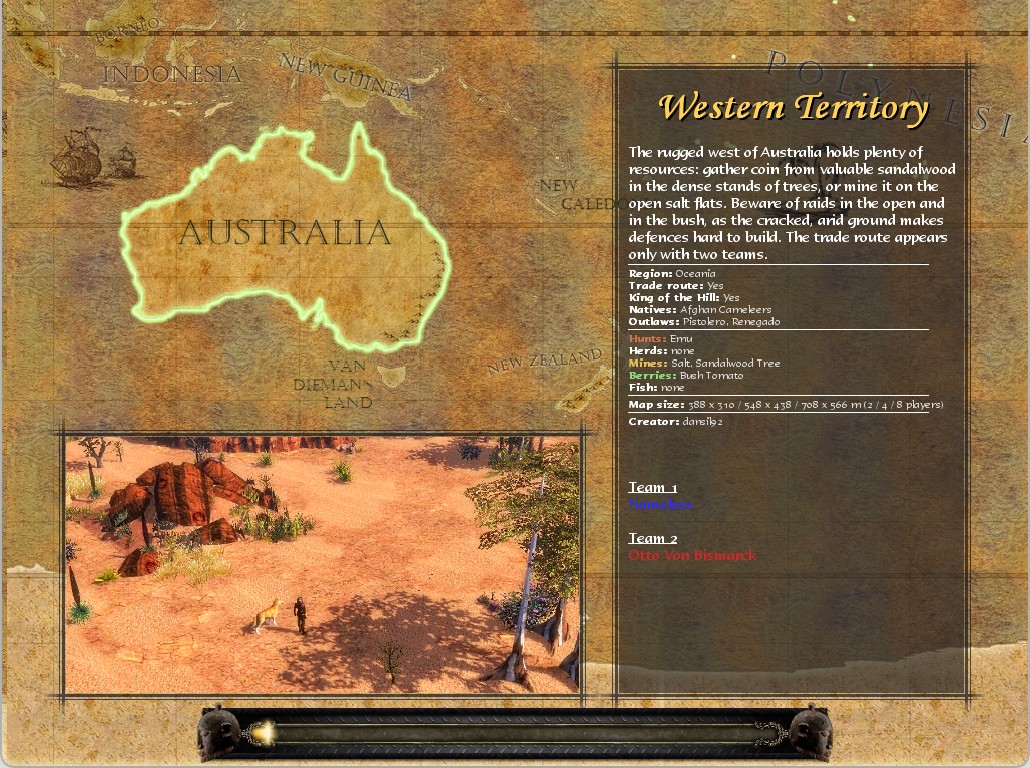 BORNEO
INDONESIA
NEW GUINEA
POLYNESI
Western Territory
The rugged west of Australia holds plenty of
resources: gather coin from valuable sandalwood
in the dense stands of trees, or mine it on the
open salt flats. Beware of raids in the open and
in the bush, as the cracked, arid ground makes
defences hard to build. The trade route appears
only with two teams.
NEW
CALEDO
AUSTRALIA
Region: Oceania
Trade route: Yes
King of the Hill: Yes
Natives: Afghan Cameleers
Outlaws: Pistolero, Renegado
Hunts: Emu
Herds: none
Mines: Salt, Sandalwood Tree
Berries: Bush Tomato
Fish: none
VAN
DIEMAN'S
LAND
NEW ZEALAND
Map size: 388 x 310 / 548 x 438 / 708 x 566 m (2 / 4 / 8 players)
Creator: dansil92
Team 1
Nameless
Team 2
Otto Von Bismarck